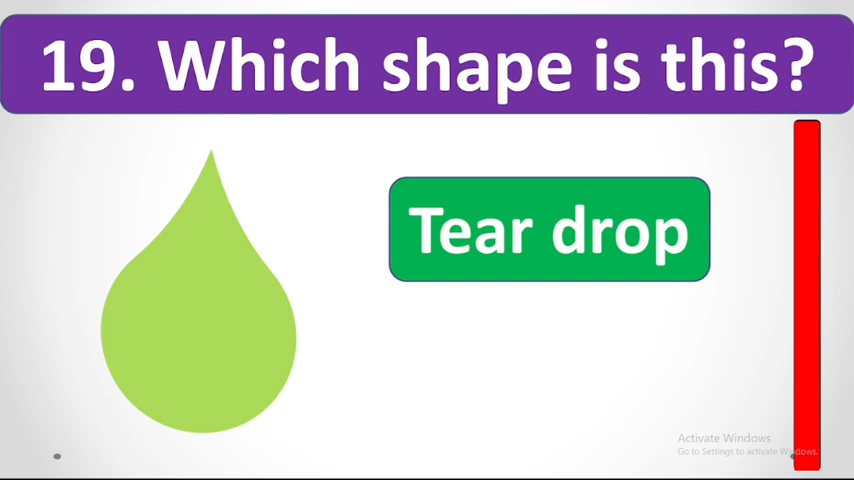 19. Which shape is this?
Tear drop
Activate Windows
Go to Settings to activate Windows.